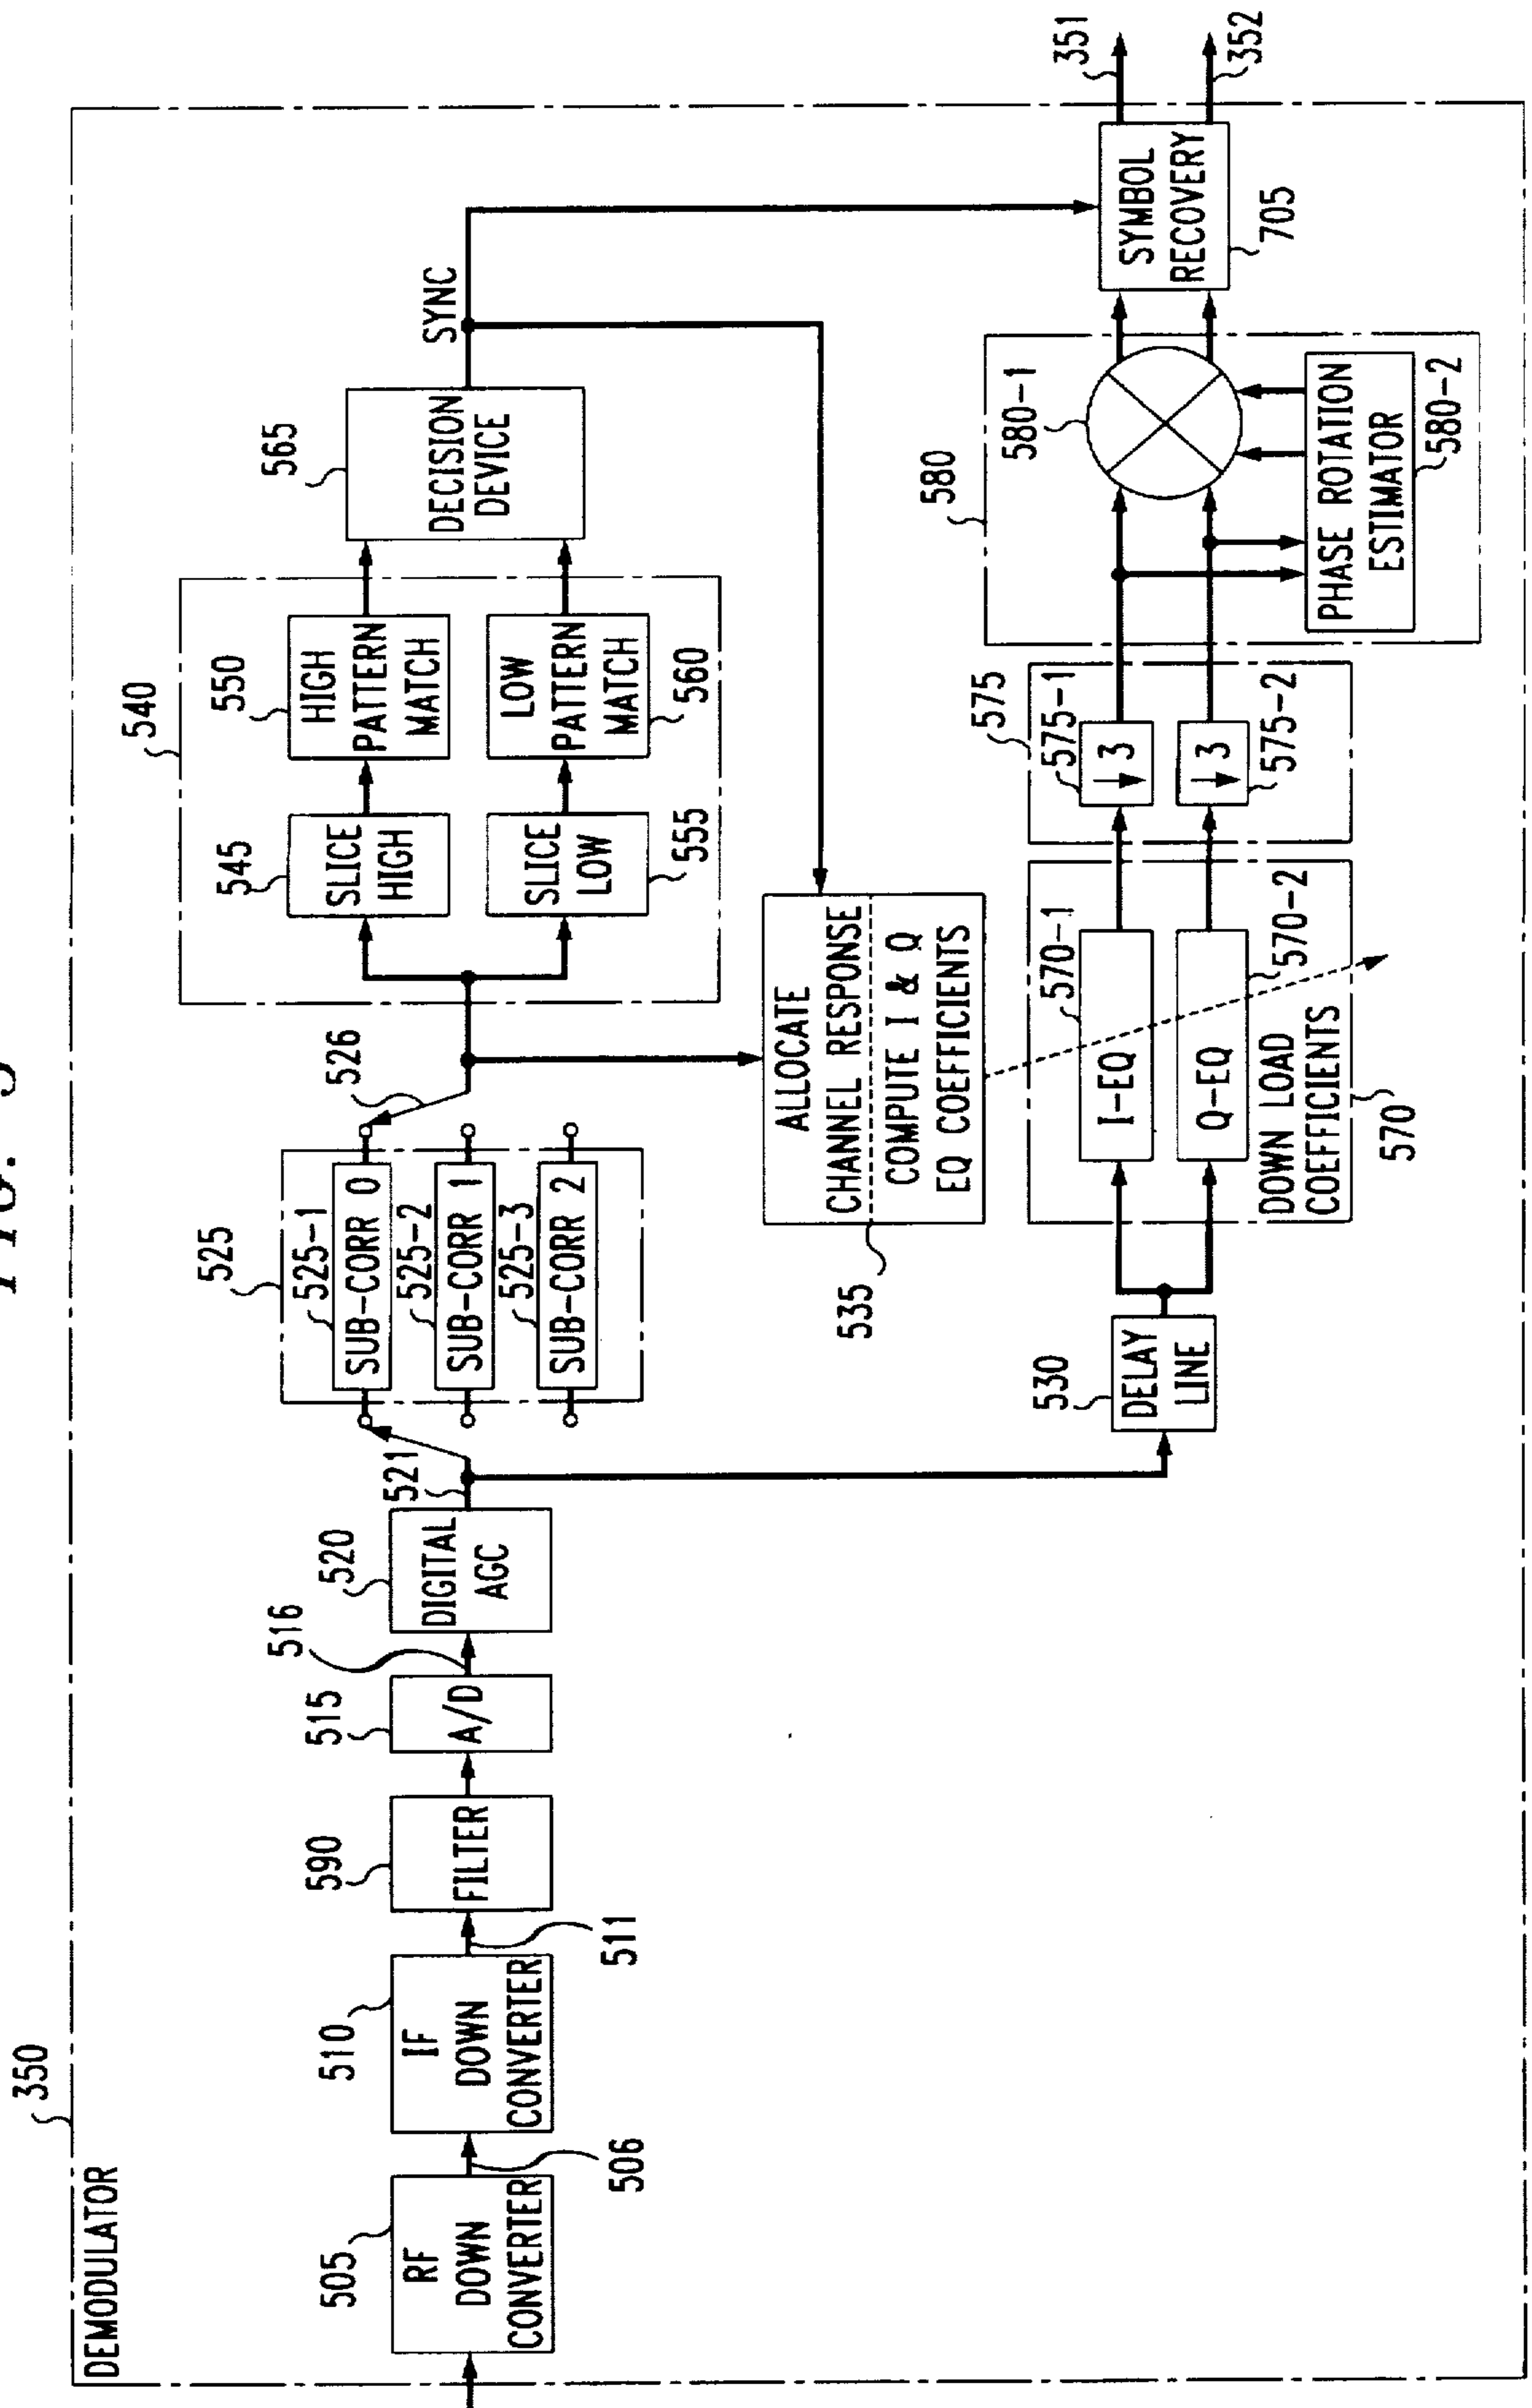 FIG. 5
350
DEMODULATOR
505
RF
DOWN
CONVERTER
506
510
IF
DOWN
CONVERTER
511
590
FILTER
515
A/D
516
520
DIGITAL
AGC
521
525
525-1
SUB-CORR 0
525-2
SUB-CORR 1
525-3
SUB-CORR 2
526
540
545
SLICE
HIGH
550
HIGH
PATTERN
MATCH
SLICE
LOW
555
LOW
PATTERN
MATCH
560
565
DECISION
DEVICE
SYNC
ALLOCATE
CHANNEL RESPONSE
COMPUTE I & Q
EQ COEFFICIENTS
535
530
DELAY
LINE
570-1
I-EQ
Q-EQ
570-2
DOWN LOAD
COEFFICIENTS
570
575
575-1
↓ 3
↓ 3
575-2
580
580-1
PHASE ROTATION
ESTIMATOR
580-2
SYMBOL
RECOVERY
705
351
352